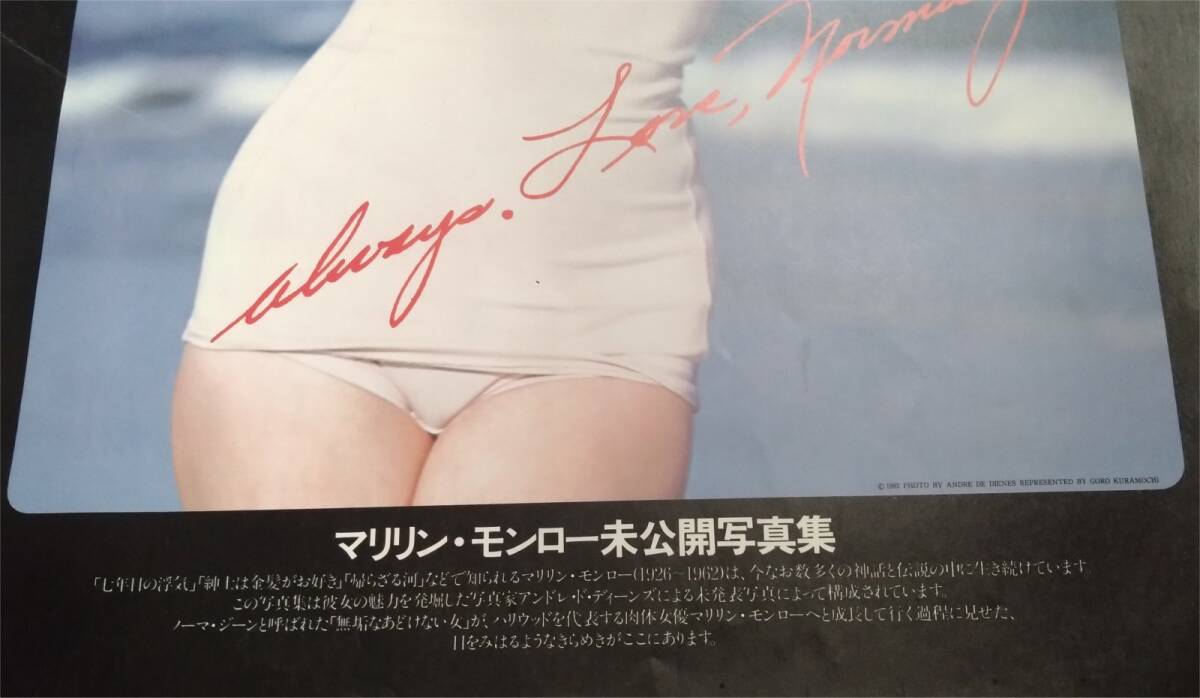 always. Love, Norma
© 1981 PHOTO BY ANDRE DE DIENES REPRESENTED BY GORO KURAMOCHI
マリリン・モンロー未公開写真集
「七年目の浮気」「紳士は金髪がお好き」「帰らざる河」などで知られるマリリン・モンロー(1926〜1962)は、今なお数多くの神話と伝説の中に生き続けています。
この写真集は彼女の魅力を発掘した写真家アンドレ・ド・ディーンズによる未発表写真によって構成されています。
ノーマ・ジーンと呼ばれた「無垢なあどけない女」が、ハリウッドを代表する肉体女優マリリン・モンローへと成長して行く過程に見せた、
目をみはるようなきらめきがここにあります。